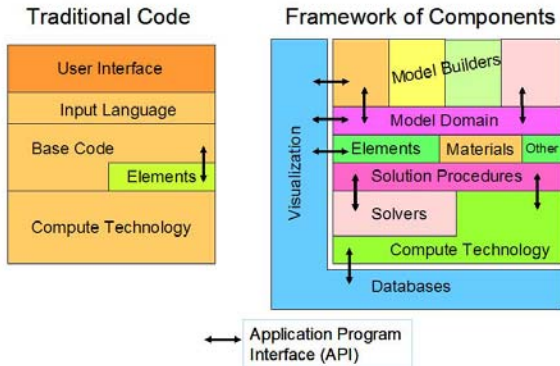 Traditional Code
User Interface
Input Language
Base Code
Elements
Compute Technology
Framework of Components
Visualization
Model Builders
Model Domain
Elements
Materials
Other
Solution Procedures
Solvers
Compute Technology
Databases
Application Program
Interface (API)